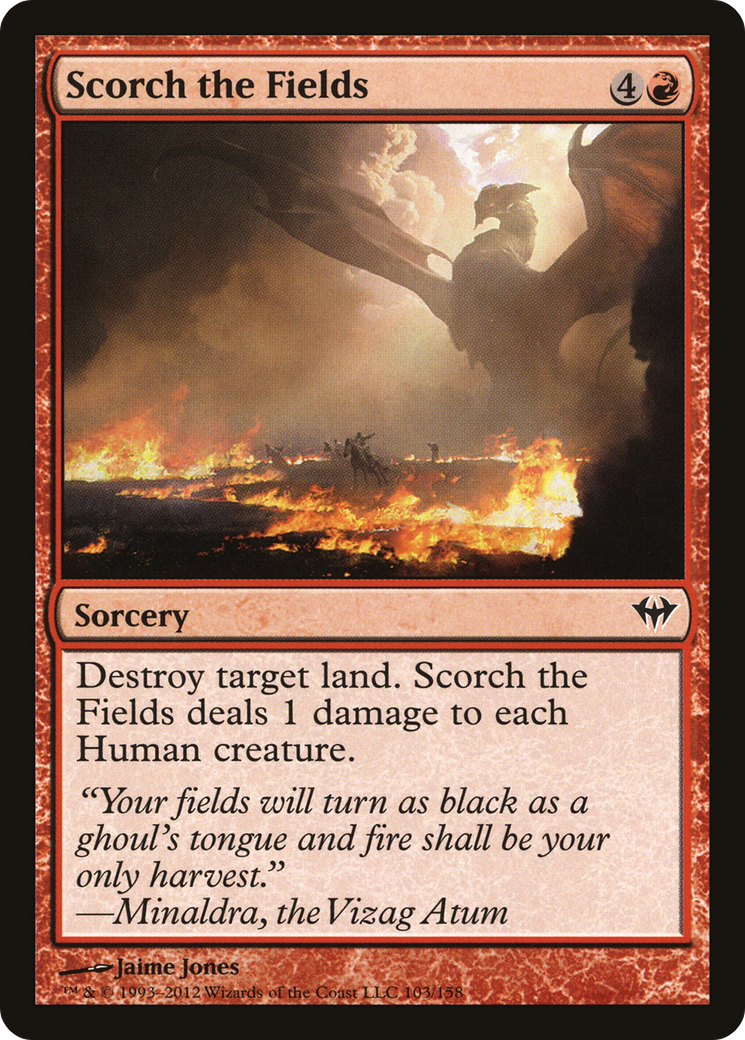 Scorch the Fields
4
Sorcery
Destroy target land. Scorch the
Fields deals 1 damage to each
Human creature.
“Your fields will turn as black as a
ghoul’s tongue and fire shall be your
only harvest.”
—Minaldra, the Vizag Atum
Jaime Jones
™ & © 1993–2012 Wizards of the Coast LLC 103/158